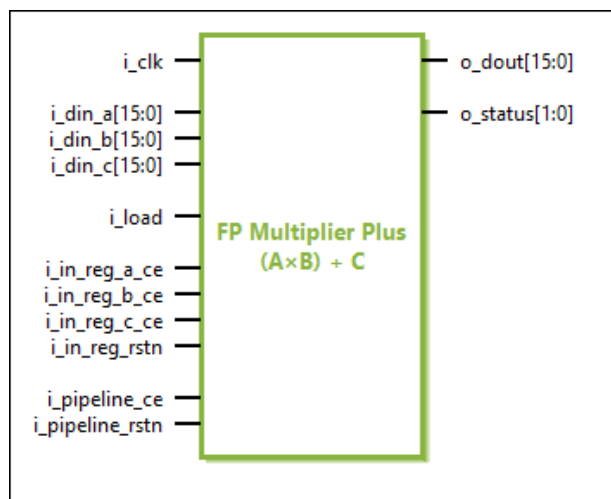 i_clk
i_din_a[15:0]
i_din_b[15:0]
i_din_c[15:0]
i_load
i_in_reg_a_ce
i_in_reg_b_ce
i_in_reg_c_ce
i_in_reg_rstn
i_pipeline_ce
i_pipeline_rstn
FP Multiplier Plus
(A×B) + C
o_dout[15:0]
o_status[1:0]